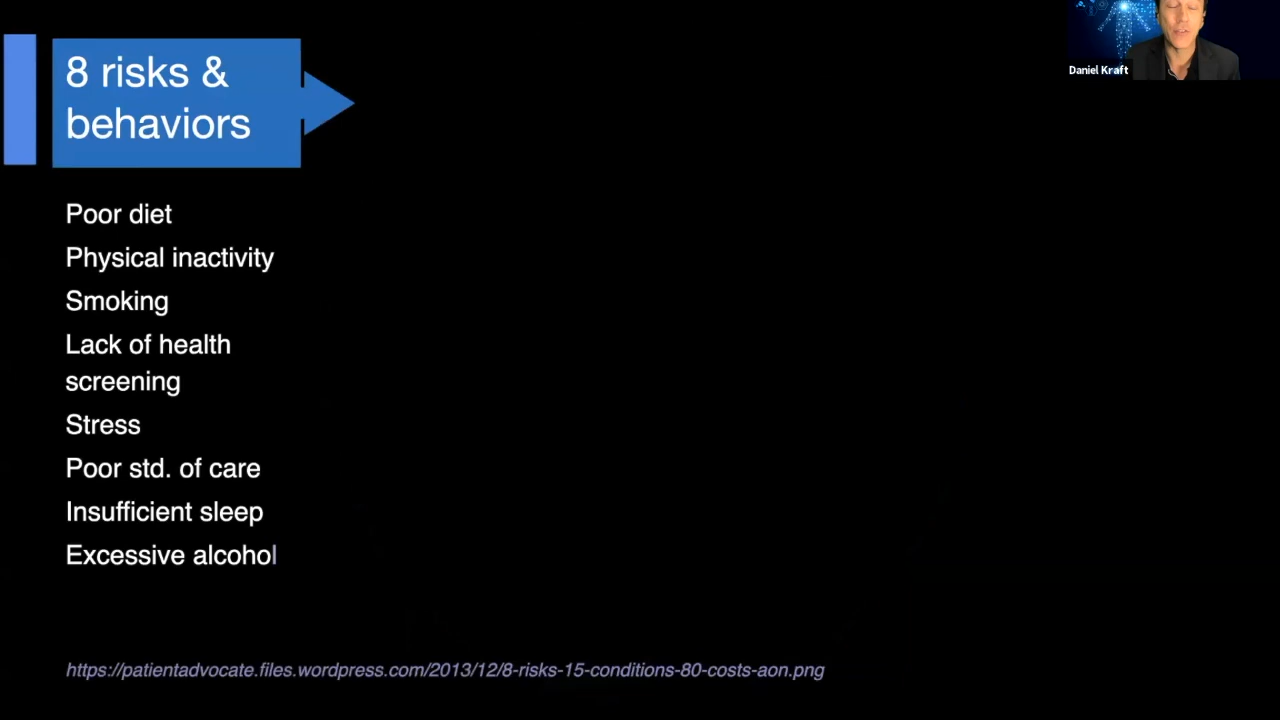 8 risks &
behaviors
Daniel Kraft
Poor diet
Physical inactivity
Smoking
Lack of health
screening
Stress
Poor std. of care
Insufficient sleep
Excessive alcohol
https://patientadvocate.files.wordpress.com/2013/12/8-risks-15-conditions-80-costs-aon.png